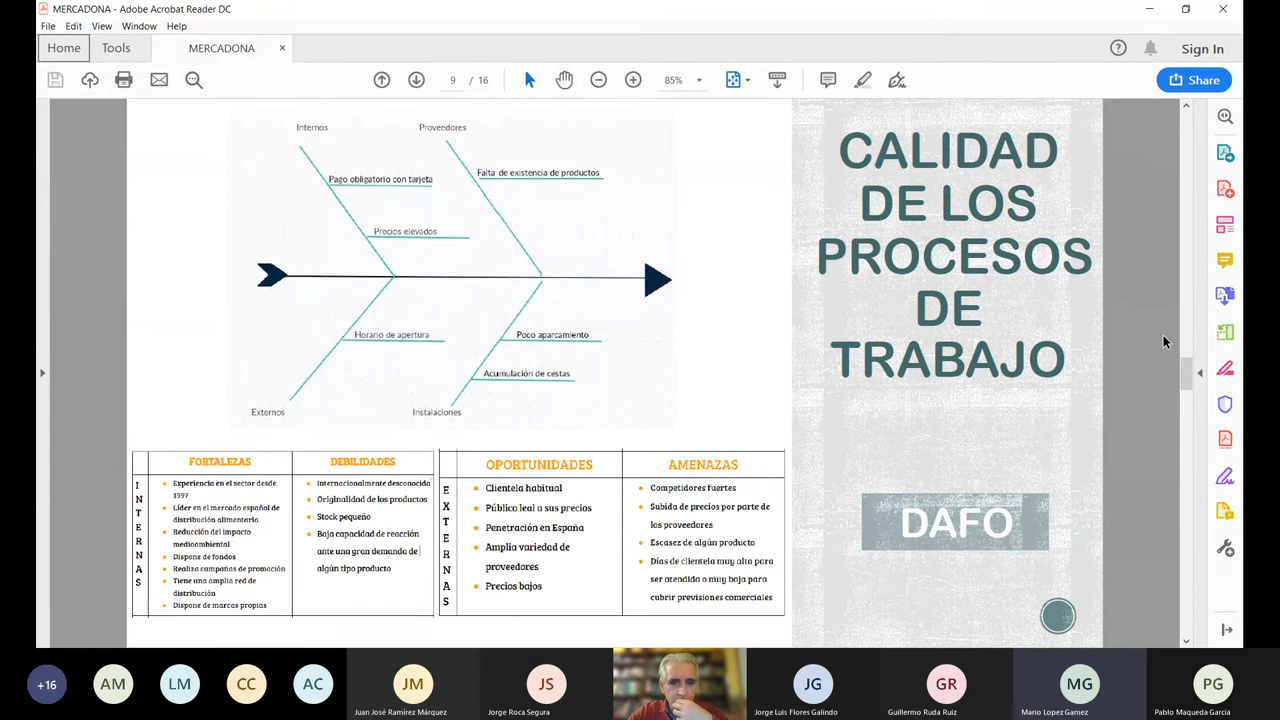 MERCADONA - Adobe Acrobat Reader DC
File Edit View Window Help
Home Tools MERCADONA × Sign In
9 / 16 85% Share
Internos Proveedores
Pago obligatorio con tarjeta
Falta de existencia de productos
Precios elevados
Horario de apertura
Poco aparcamiento
Acumulación de cestas
Externos Instalaciones
CALIDAD
DE LOS
PROCESOS
DE
TRABAJO
DAFO
INTERNAS
FORTALEZAS
Experiencia en el sector desde
1997
Líder en el mercado español de
distribución alimentaria
Reducción del impacto
medioambiental
Dispone de fondos
Realiza campañas de promoción
Tiene una amplia red de
distribución
Dispone de marcas propias
DEBILIDADES
Internacionalmente desconocida
Originalidad de los productos
Stock pequeño
Baja capacidad de reacción
ante una gran demanda de
algún tipo producto
EXTERNAS
OPORTUNIDADES
Clientela habitual
Público leal a sus precios
Penetración en España
Amplia variedad de
proveedores
Precios bajos
AMENAZAS
Competidores fuertes
Subida de precios por parte de
los proveedores
Escasez de algún producto
Días de clientela muy alta para
ser atendida o muy baja para
cubrir previsiones comerciales
+16 AM LM CC AC JM JS JG GR MG PG
Juan José Ramírez Márquez Jorge Roca Segura Jorge Luis Flores Galindo Guillermo Ruda Ruiz Mario Lopez Gamez Pablo Maqueda García